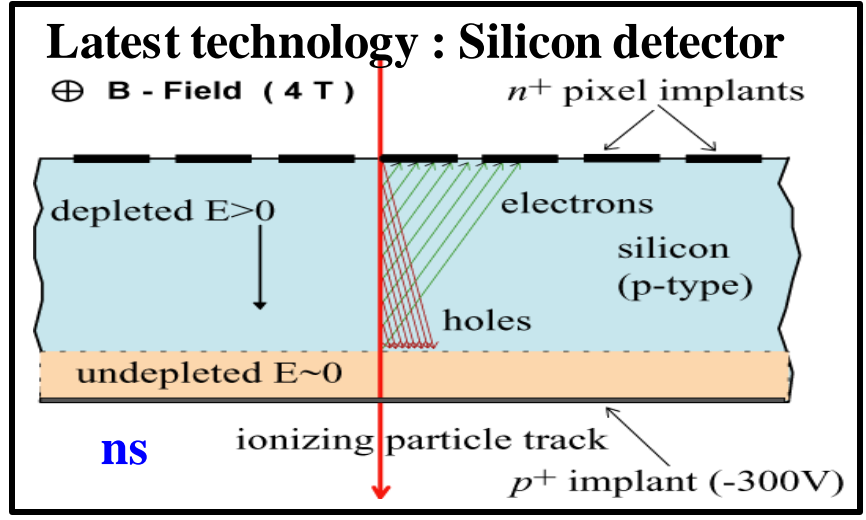 Latest technology : Silicon detector
⊕ B - Field ( 4 T )
n+ pixel implants
depleted E>0
electrons
silicon
(p-type)
holes
undepleted E~0
ns
ionizing particle track
p+ implant (-300V)